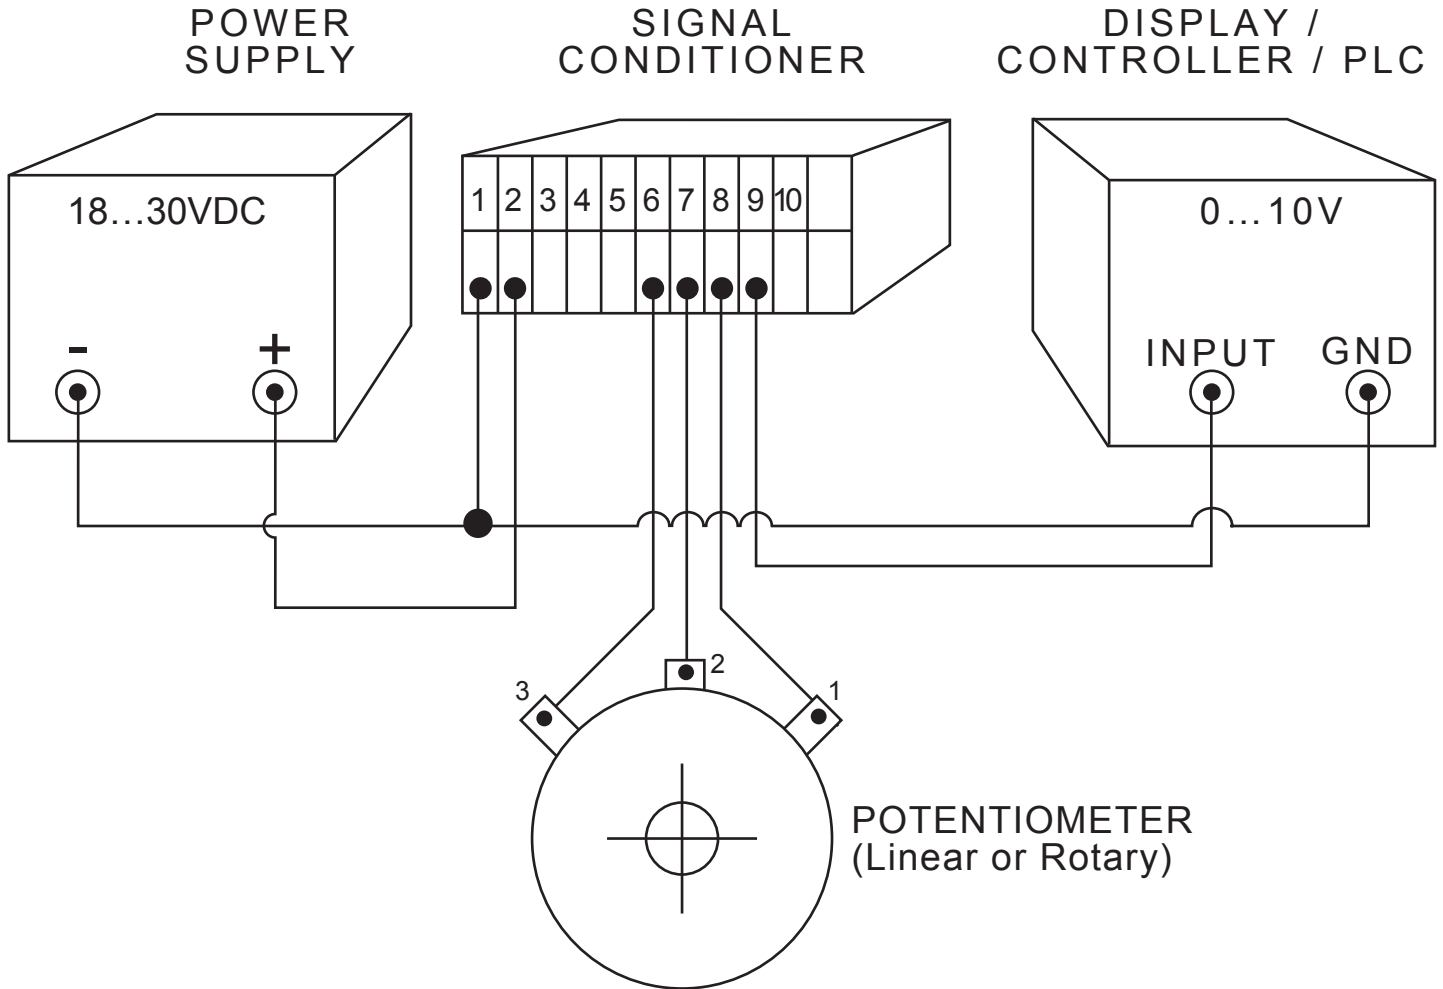 POWER
SUPPLY
SIGNAL
CONDITIONER
DISPLAY /
CONTROLLER / PLC
18...30VDC
- +
1 2 3 4 5 6 7 8 9 10
0...10V
INPUT GND
3
2
1
POTENTIOMETER
(Linear or Rotary)